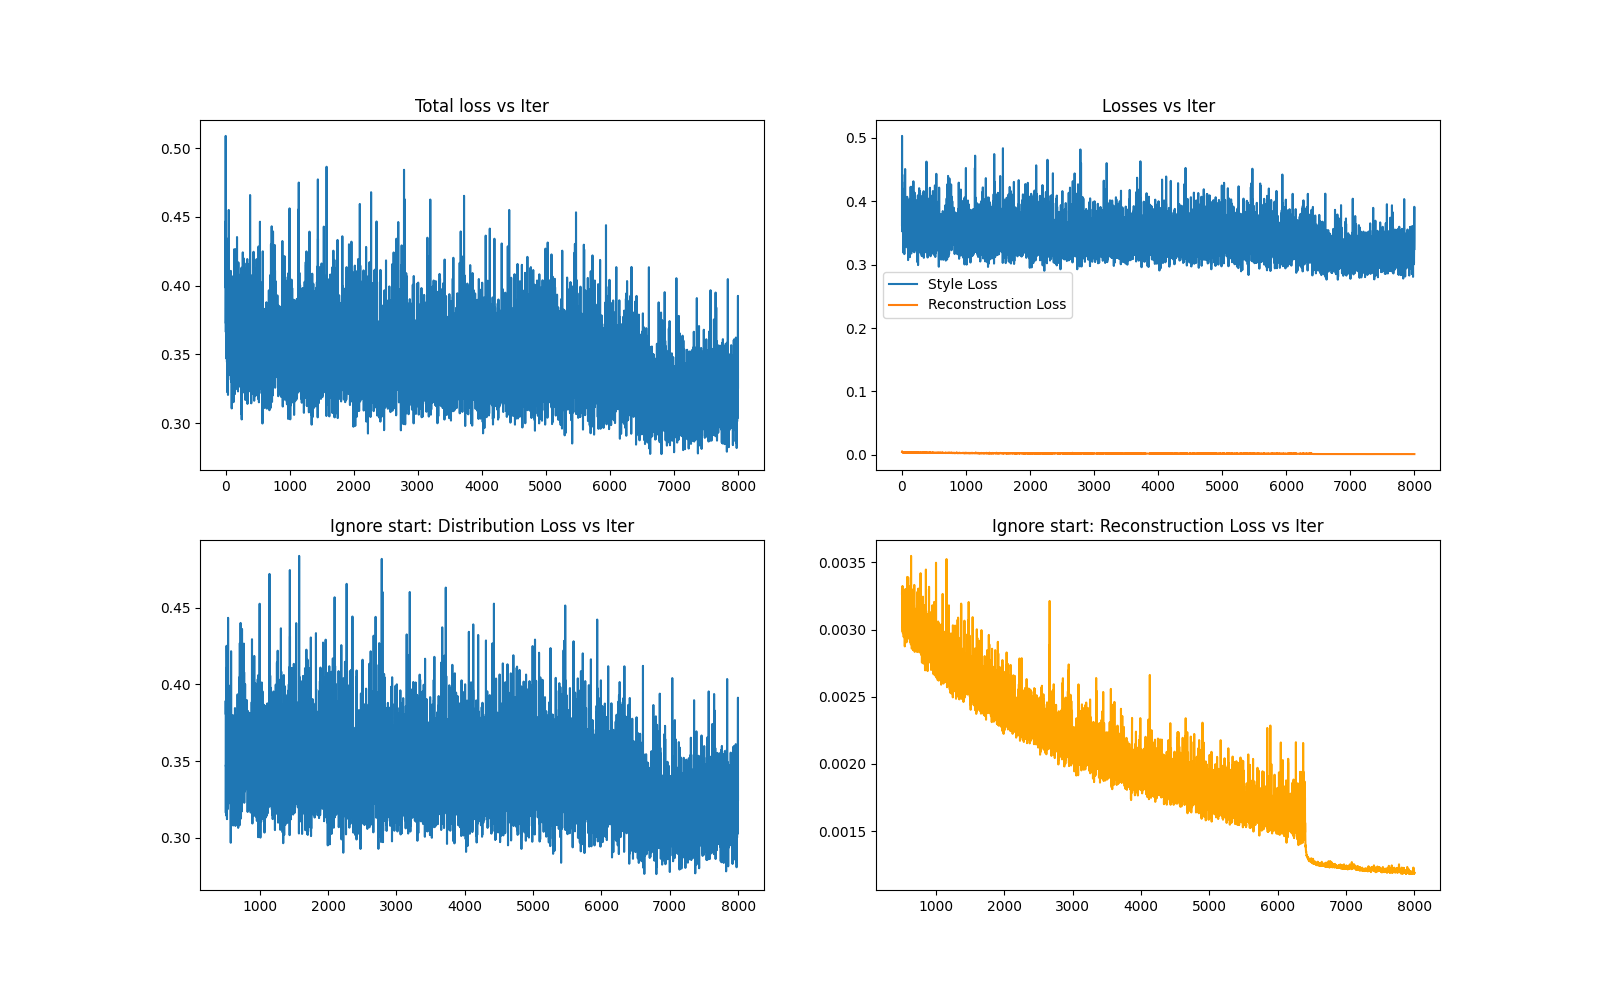 Total loss vs Iter
0.50
0.45
0.40
0.35
0.30
0 1000 2000 3000 4000 5000 6000 7000 8000
Losses vs Iter
0.5
0.4
0.3
0.2
0.1
0.0
Style Loss
Reconstruction Loss
0 1000 2000 3000 4000 5000 6000 7000 8000
Ignore start: Distribution Loss vs Iter
0.45
0.40
0.35
0.30
1000 2000 3000 4000 5000 6000 7000 8000
Ignore start: Reconstruction Loss vs Iter
0.0035
0.0030
0.0025
0.0020
0.0015
1000 2000 3000 4000 5000 6000 7000 8000